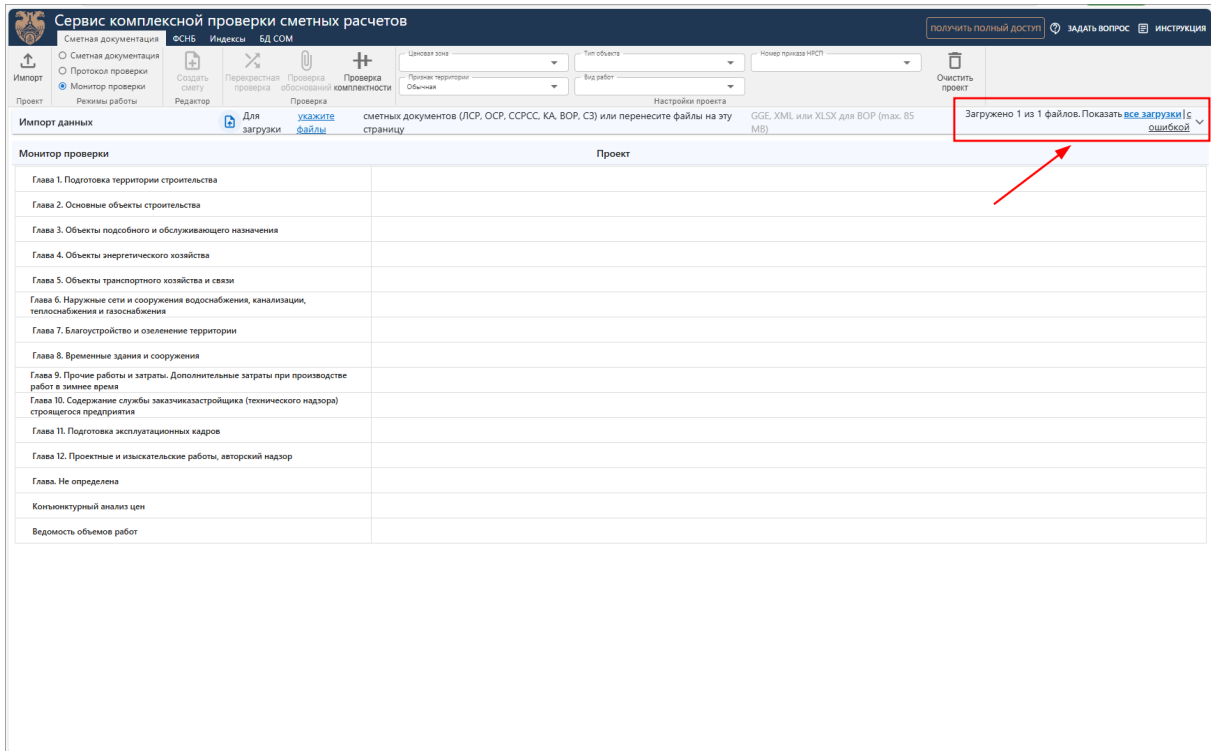 Сервис комплексной проверки сметных расчетов
ПОЛУЧИТЬ ПОЛНЫЙ ДОСТУП ЗАДАТЬ ВОПРОС ИНСТРУКЦИЯ
Сметная документация ФСНБ Индексы БД СОМ
Импорт
Проект
Сметная документация
Протокол проверки
Монитор проверки
Режимы работы
Создать
смету
Редактор
Перекрестная
проверка
Проверка
обоснований
Проверка
комплектности
Проверка
Ценовая зона
Признак территории
Обычная
Тип объекта
Вид работ
Номер приказа НРСП
Настройки проекта
Очистить
проект
Импорт данных
Для
загрузки
укажите
файлы
сметных документов (ЛСР, ОСР, ССРСС, КА, ВОР, СЗ) или перенесите файлы на эту
страницу
GGE, XML или XLSX для ВОР (max. 85
MB)
Загружено 1 из 1 файлов. Показать все загрузки | с
ошибкой
Монитор проверки Проект
Глава 1. Подготовка территории строительства
Глава 2. Основные объекты строительства
Глава 3. Объекты подсобного и обслуживающего назначения
Глава 4. Объекты энергетического хозяйства
Глава 5. Объекты транспортного хозяйства и связи
Глава 6. Наружные сети и сооружения водоснабжения, канализации,
теплоснабжения и газоснабжения
Глава 7. Благоустройство и озеленение территории
Глава 8. Временные здания и сооружения
Глава 9. Прочие работы и затраты. Дополнительные затраты при производстве
работ в зимнее время
Глава 10. Содержание службы заказчиказастройщика (технического надзора)
строящегося предприятия
Глава 11. Подготовка эксплуатационных кадров
Глава 12. Проектные и изыскательские работы, авторский надзор
Глава. Не определена
Конъюнктурный анализ цен
Ведомость объемов работ